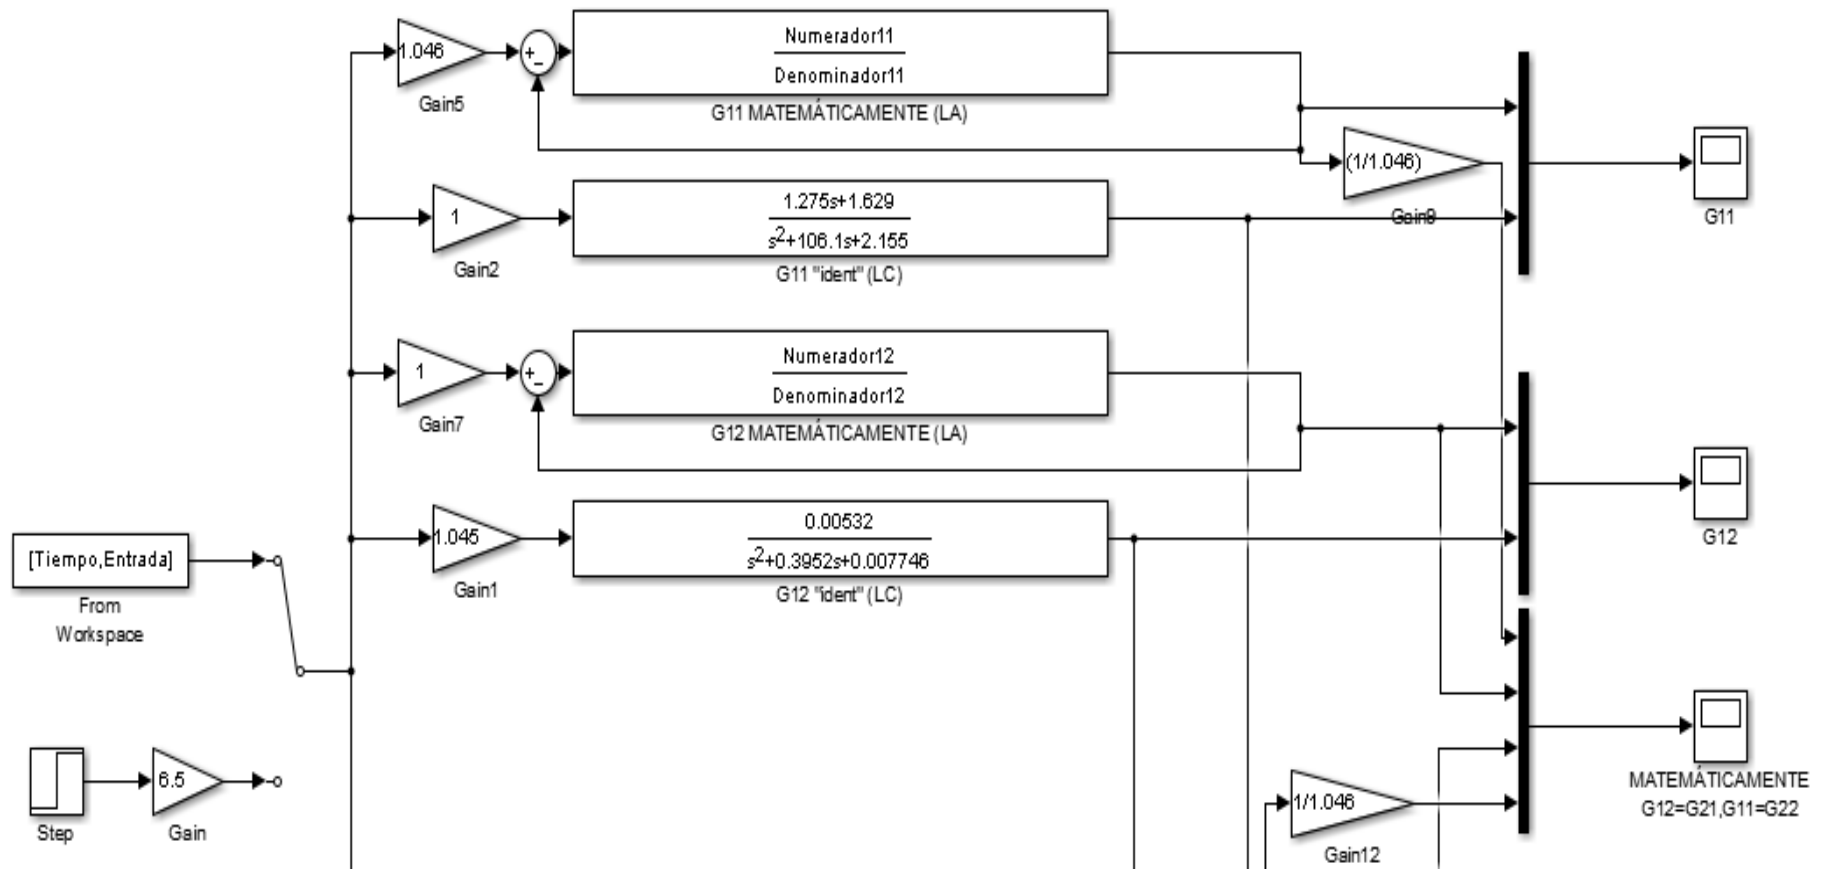 1.046
Gain5
+
-
Numerador11
Denominador11
G11 MATEMÁTICAMENTE (LA)
(1/1.046)
Gain9
G11
1
Gain2
1.275s+1.629
s2+106.1s+2.155
G11 "ident" (LC)
1
Gain7
+
-
Numerador12
Denominador12
G12 MATEMÁTICAMENTE (LA)
G12
1.045
Gain1
0.00532
s2+0.3952s+0.007746
G12 "ident" (LC)
[Tiempo,Entrada]
From
Workspace
Step
6.5
Gain
1/1.046
Gain12
MATEMÁTICAMENTE
G12=G21,G11=G22